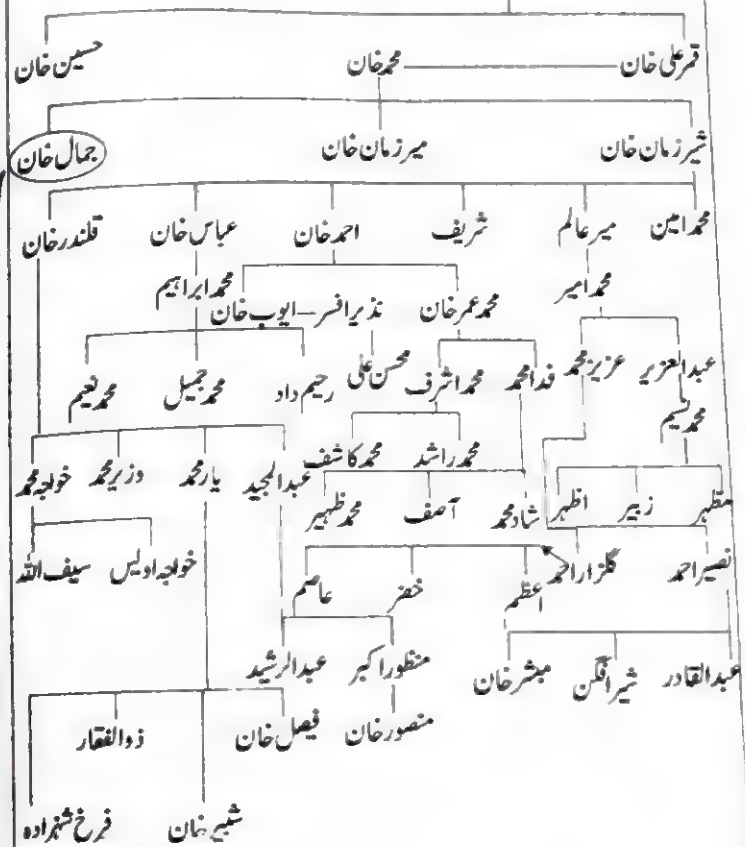 قمر علی خان محمد خان حسین خان
شیر زمان خان میر زمان خان جمال خان
محمد امین میر عالم شریف احمد خان عباس خان قلندر خان
محمد امیر محمد عمر خان نذیر افسر ایوب خان محمد ابراہیم
عبدالعزیز عزیز محمد فدا محمد محمد اشرف محسن علی رحیم داد محمد جمیل محمد نعیم
محمد نسیم محمد راشد محمد کاشف
عبدالمجید یار محمد وزیر محمد خواجہ محمد
مظہر زبیر اظہر شاد محمد آصف محمد ظہیر
نصیر احمد گلزار احمد اعظم خضر عاصم خواجہ اویس سیف اللہ
عبدالقادر شیر افگن مبشر خان منظور اکبر عبدالرشید
منصور خان فیصل خان ذوالفقار
شبیر خان فرخ شہزادہ